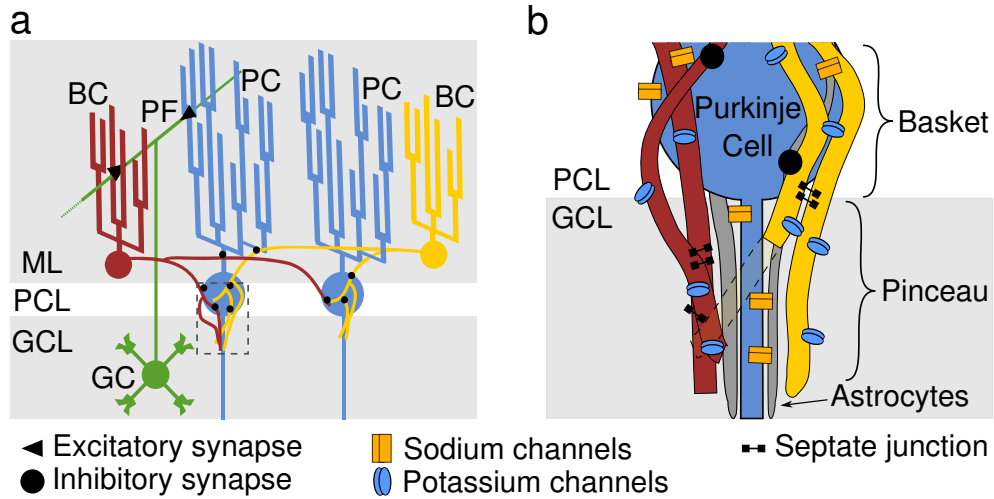 a
BC
PF
PC
PC
BC
ML
PCL
GCL
GC
b
Purkinje
Cell
Basket
PCL
GCL
Pinceau
Astrocytes
Excitatory synapse
Inhibitory synapse
Sodium channels
Potassium channels
Septate junction